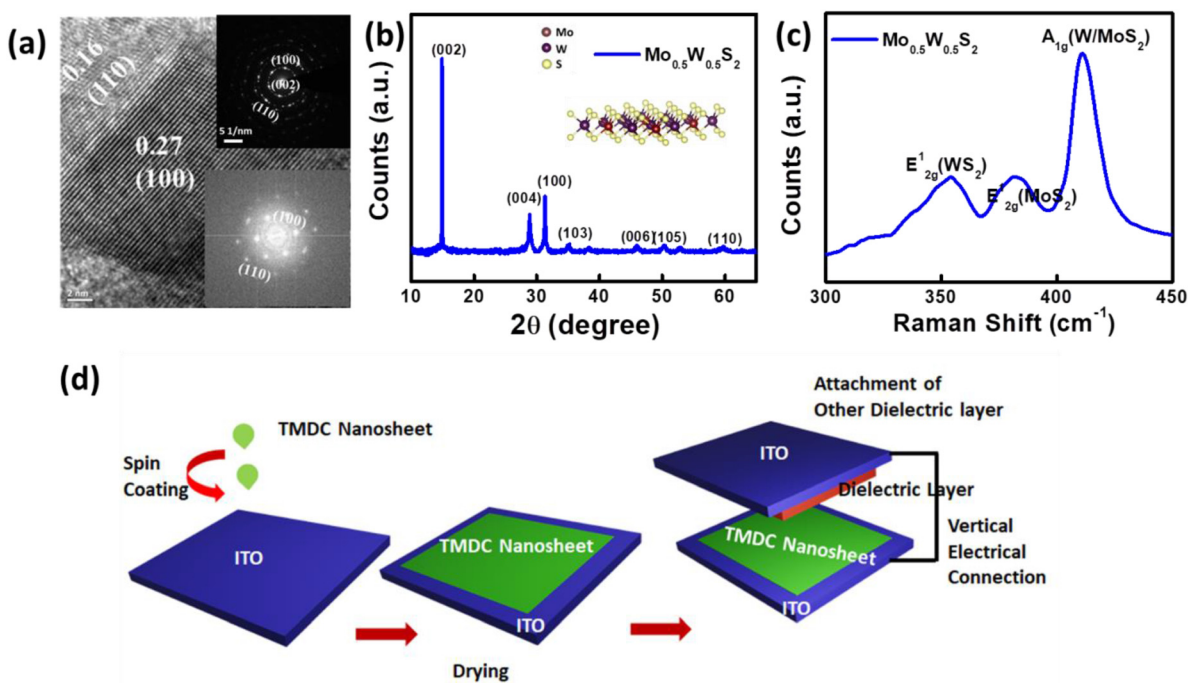 (a)
0.16
(110)
0.27
(100)
2 nm
(100)
(002)
(110)
5 1/nm
(100)
(110)
(b)
Counts (a.u.)
(002)
Mo
W
S
Mo0.5W0.5S2
(004)
(100)
(103)
(006)
(105)
(110)
10 20 30 40 50 60
2θ (degree)
(c)
Counts (a.u.)
Mo0.5W0.5S2
A1g(W/MoS2)
E12g(WS2)
E12g(MoS2)
300 350 400 450
Raman Shift (cm-1)
(d)
TMDC Nanosheet
Spin
Coating
ITO
TMDC Nanosheet
ITO
Drying
Attachment of
Other Dielectric layer
ITO
Dielectric Layer
TMDC Nanosheet
ITO
Vertical
Electrical
Connection